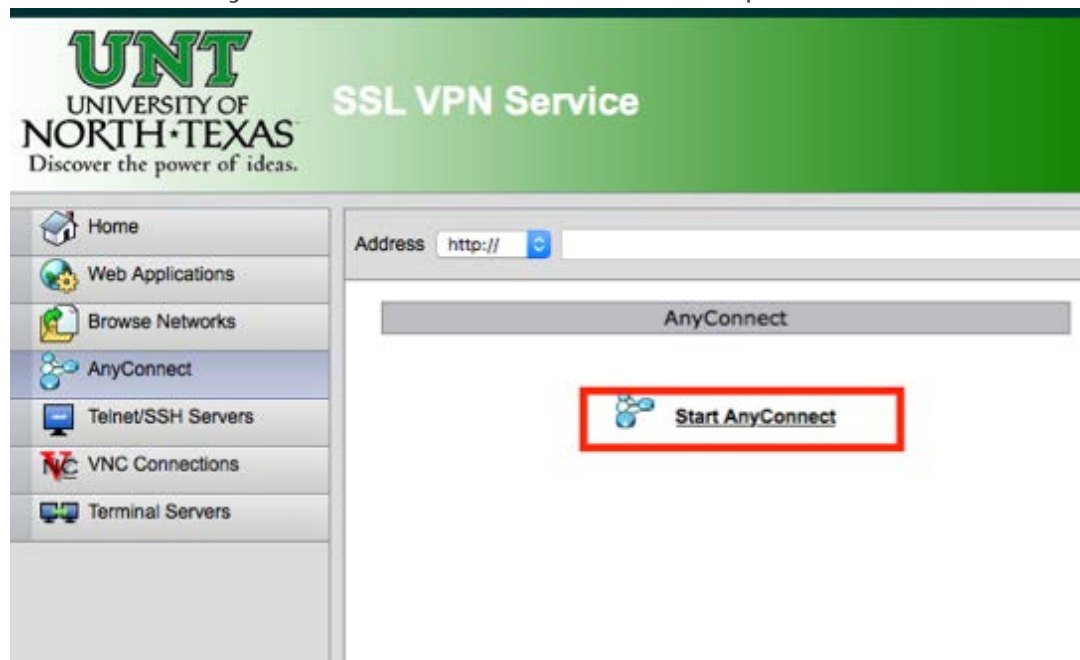 UNT
UNIVERSITY OF
NORTH·TEXAS
Discover the power of ideas.
SSL VPN Service
Home
Web Applications
Browse Networks
AnyConnect
Telnet/SSH Servers
VNC Connections
Terminal Servers
Address http://
AnyConnect
Start AnyConnect